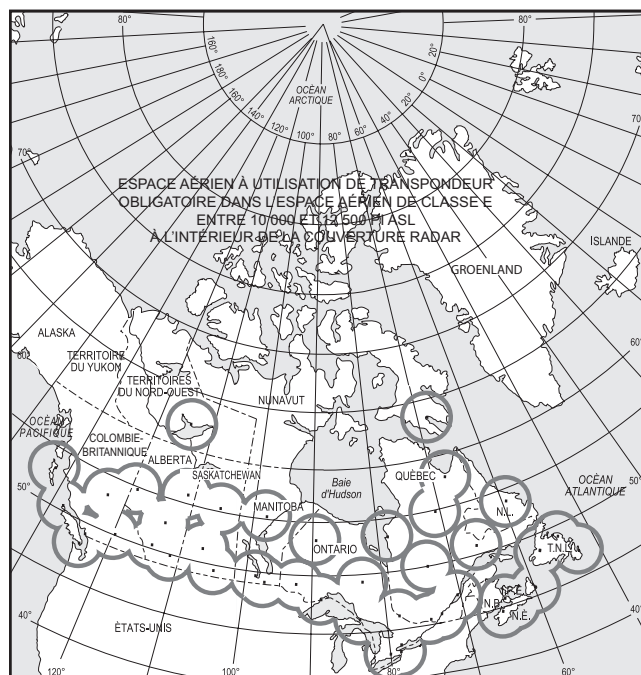 80°
80°
160°
160°
180°
160°
140°
120°
100°
80°
60°
40°
20°
0°
20°
OCÉAN
ARCTIQUE
70°
70°
ESPACE AÉRIEN À UTILISATION DE TRANSPONDEUR
OBLIGATOIRE DANS L'ESPACE AÉRIEN DE CLASSE E
ENTRE 10 000 ET 12 500 PI ASL
À L'INTÉRIEUR DE LA COUVERTURE RADAR
ISLANDE
GROENLAND
ALASKA
60°
60°
TERRITOIRE
DU YUKON
TERRITOIRES
DU NORD-OUEST
NUNAVUT
OCÉAN
PACIFIQUE
COLOMBIE-
BRITANNIQUE
ALBERTA
SASKATCHEWAN
MANITOBA
Baie
d'Hudson
QUÉBEC
OCÉAN
ATLANTIQUE
50°
50°
N.L.
ONTARIO
T.N.L.
N.B.
N.É.
40°
40°
ÉTATS-UNIS
120°
100°
80°
60°